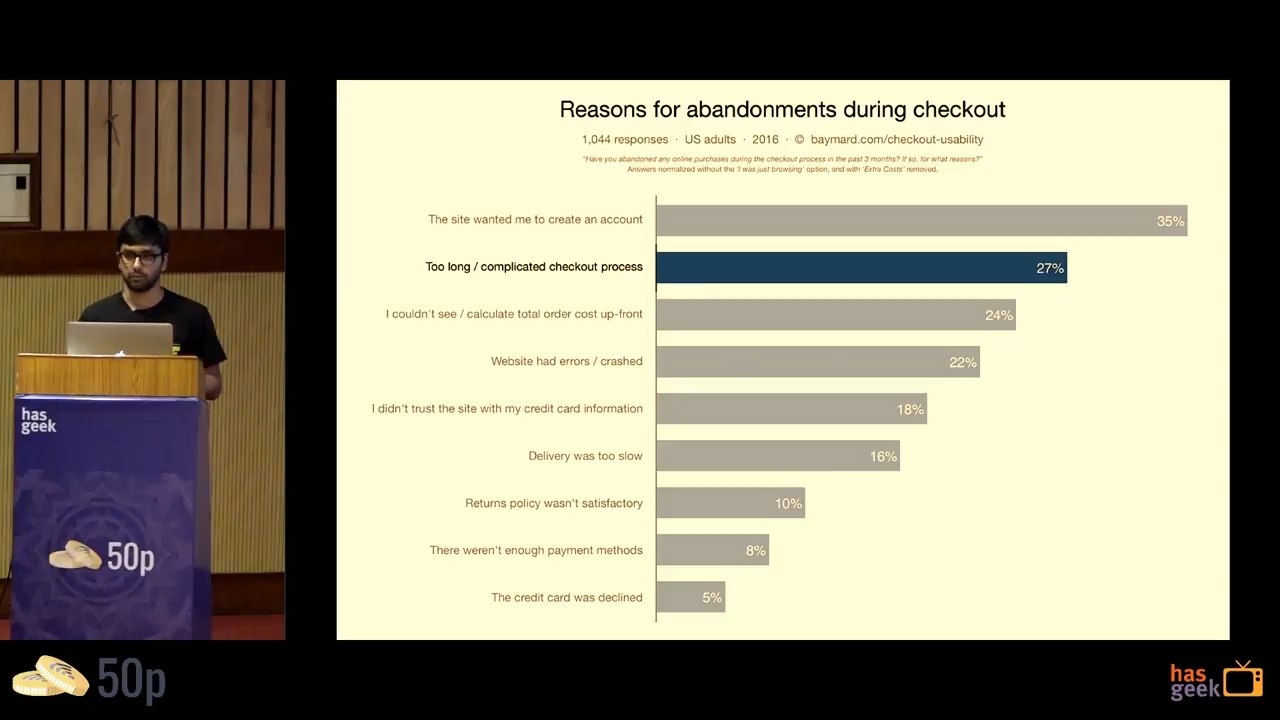 Reasons for abandonments during checkout
1,044 responses · US adults · 2016 · © baymard.com/checkout-usability
"Have you abandoned any online purchases during the checkout process in the past 3 months? If so, for what reasons?"
Answers normalized without the 'I was just browsing' option, and with 'Extra Costs' removed.
The site wanted me to create an account 35%
Too long / complicated checkout process 27%
I couldn't see / calculate total order cost up-front 24%
Website had errors / crashed 22%
I didn't trust the site with my credit card information 18%
Delivery was too slow 16%
Returns policy wasn't satisfactory 10%
There weren't enough payment methods 8%
The credit card was declined 5%
has
geek
50p
50p
has
geek